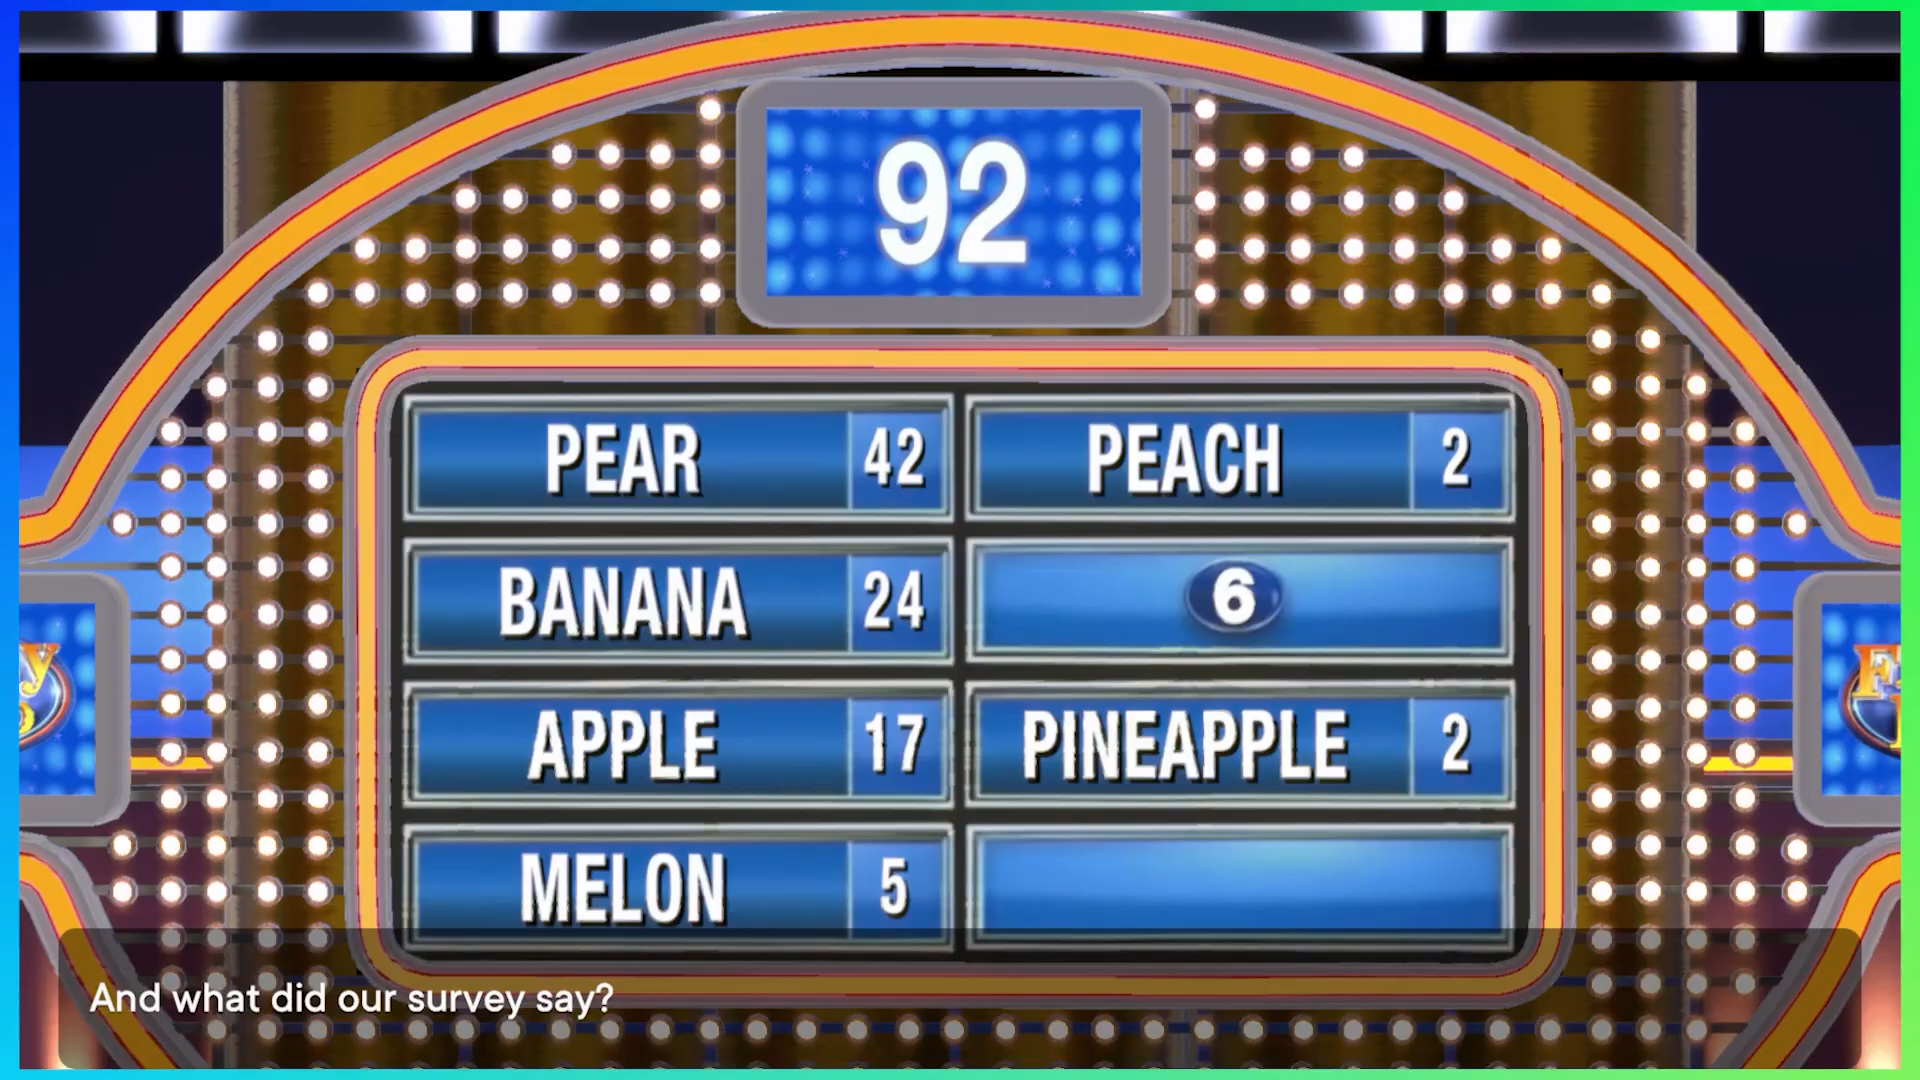 92
PEAR 42
BANANA 24
APPLE 17
MELON 5
PEACH 2
6
PINEAPPLE 2
And what did our survey say?